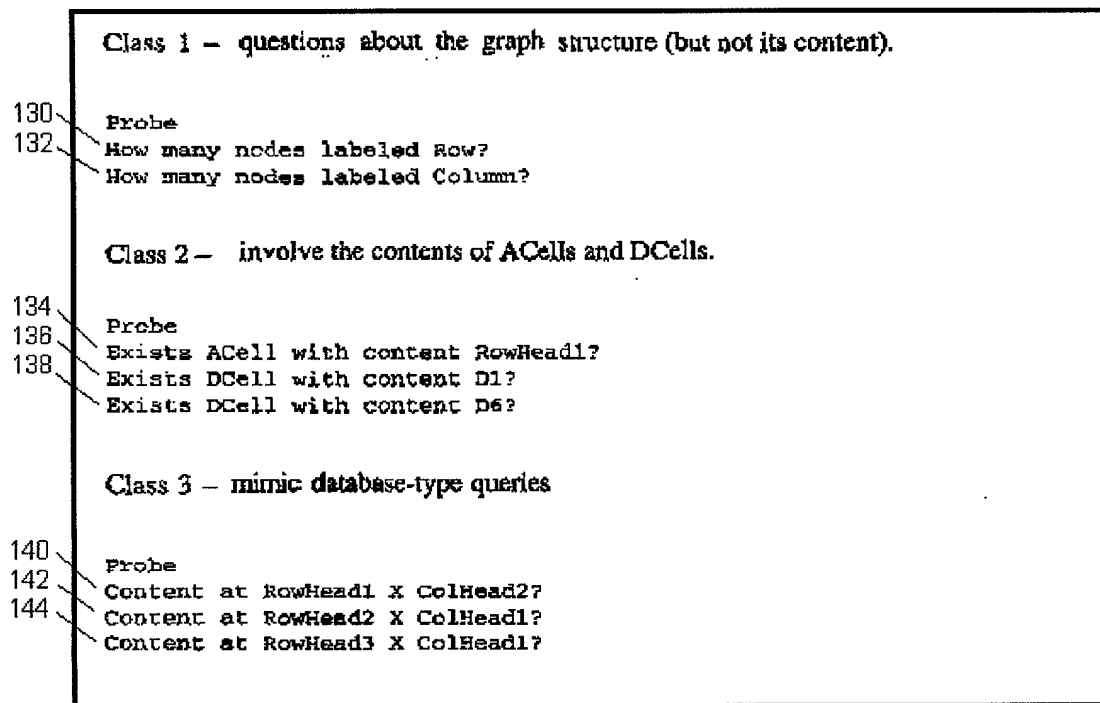 Class 1 – questions about the graph structure (but not its content).
Probe
130 How many nodes labeled Row?
132 How many nodes labeled Column?
Class 2 – involve the contents of ACells and DCells.
Probe
134 Exists ACell with content RowHead1?
136 Exists DCell with content D1?
138 Exists DCell with content D6?
Class 3 – mimic database-type queries
Probe
140 Content at RowHead1 X ColHead2?
142 Content at RowHead2 X ColHead1?
144 Content at RowHead3 X ColHead1?